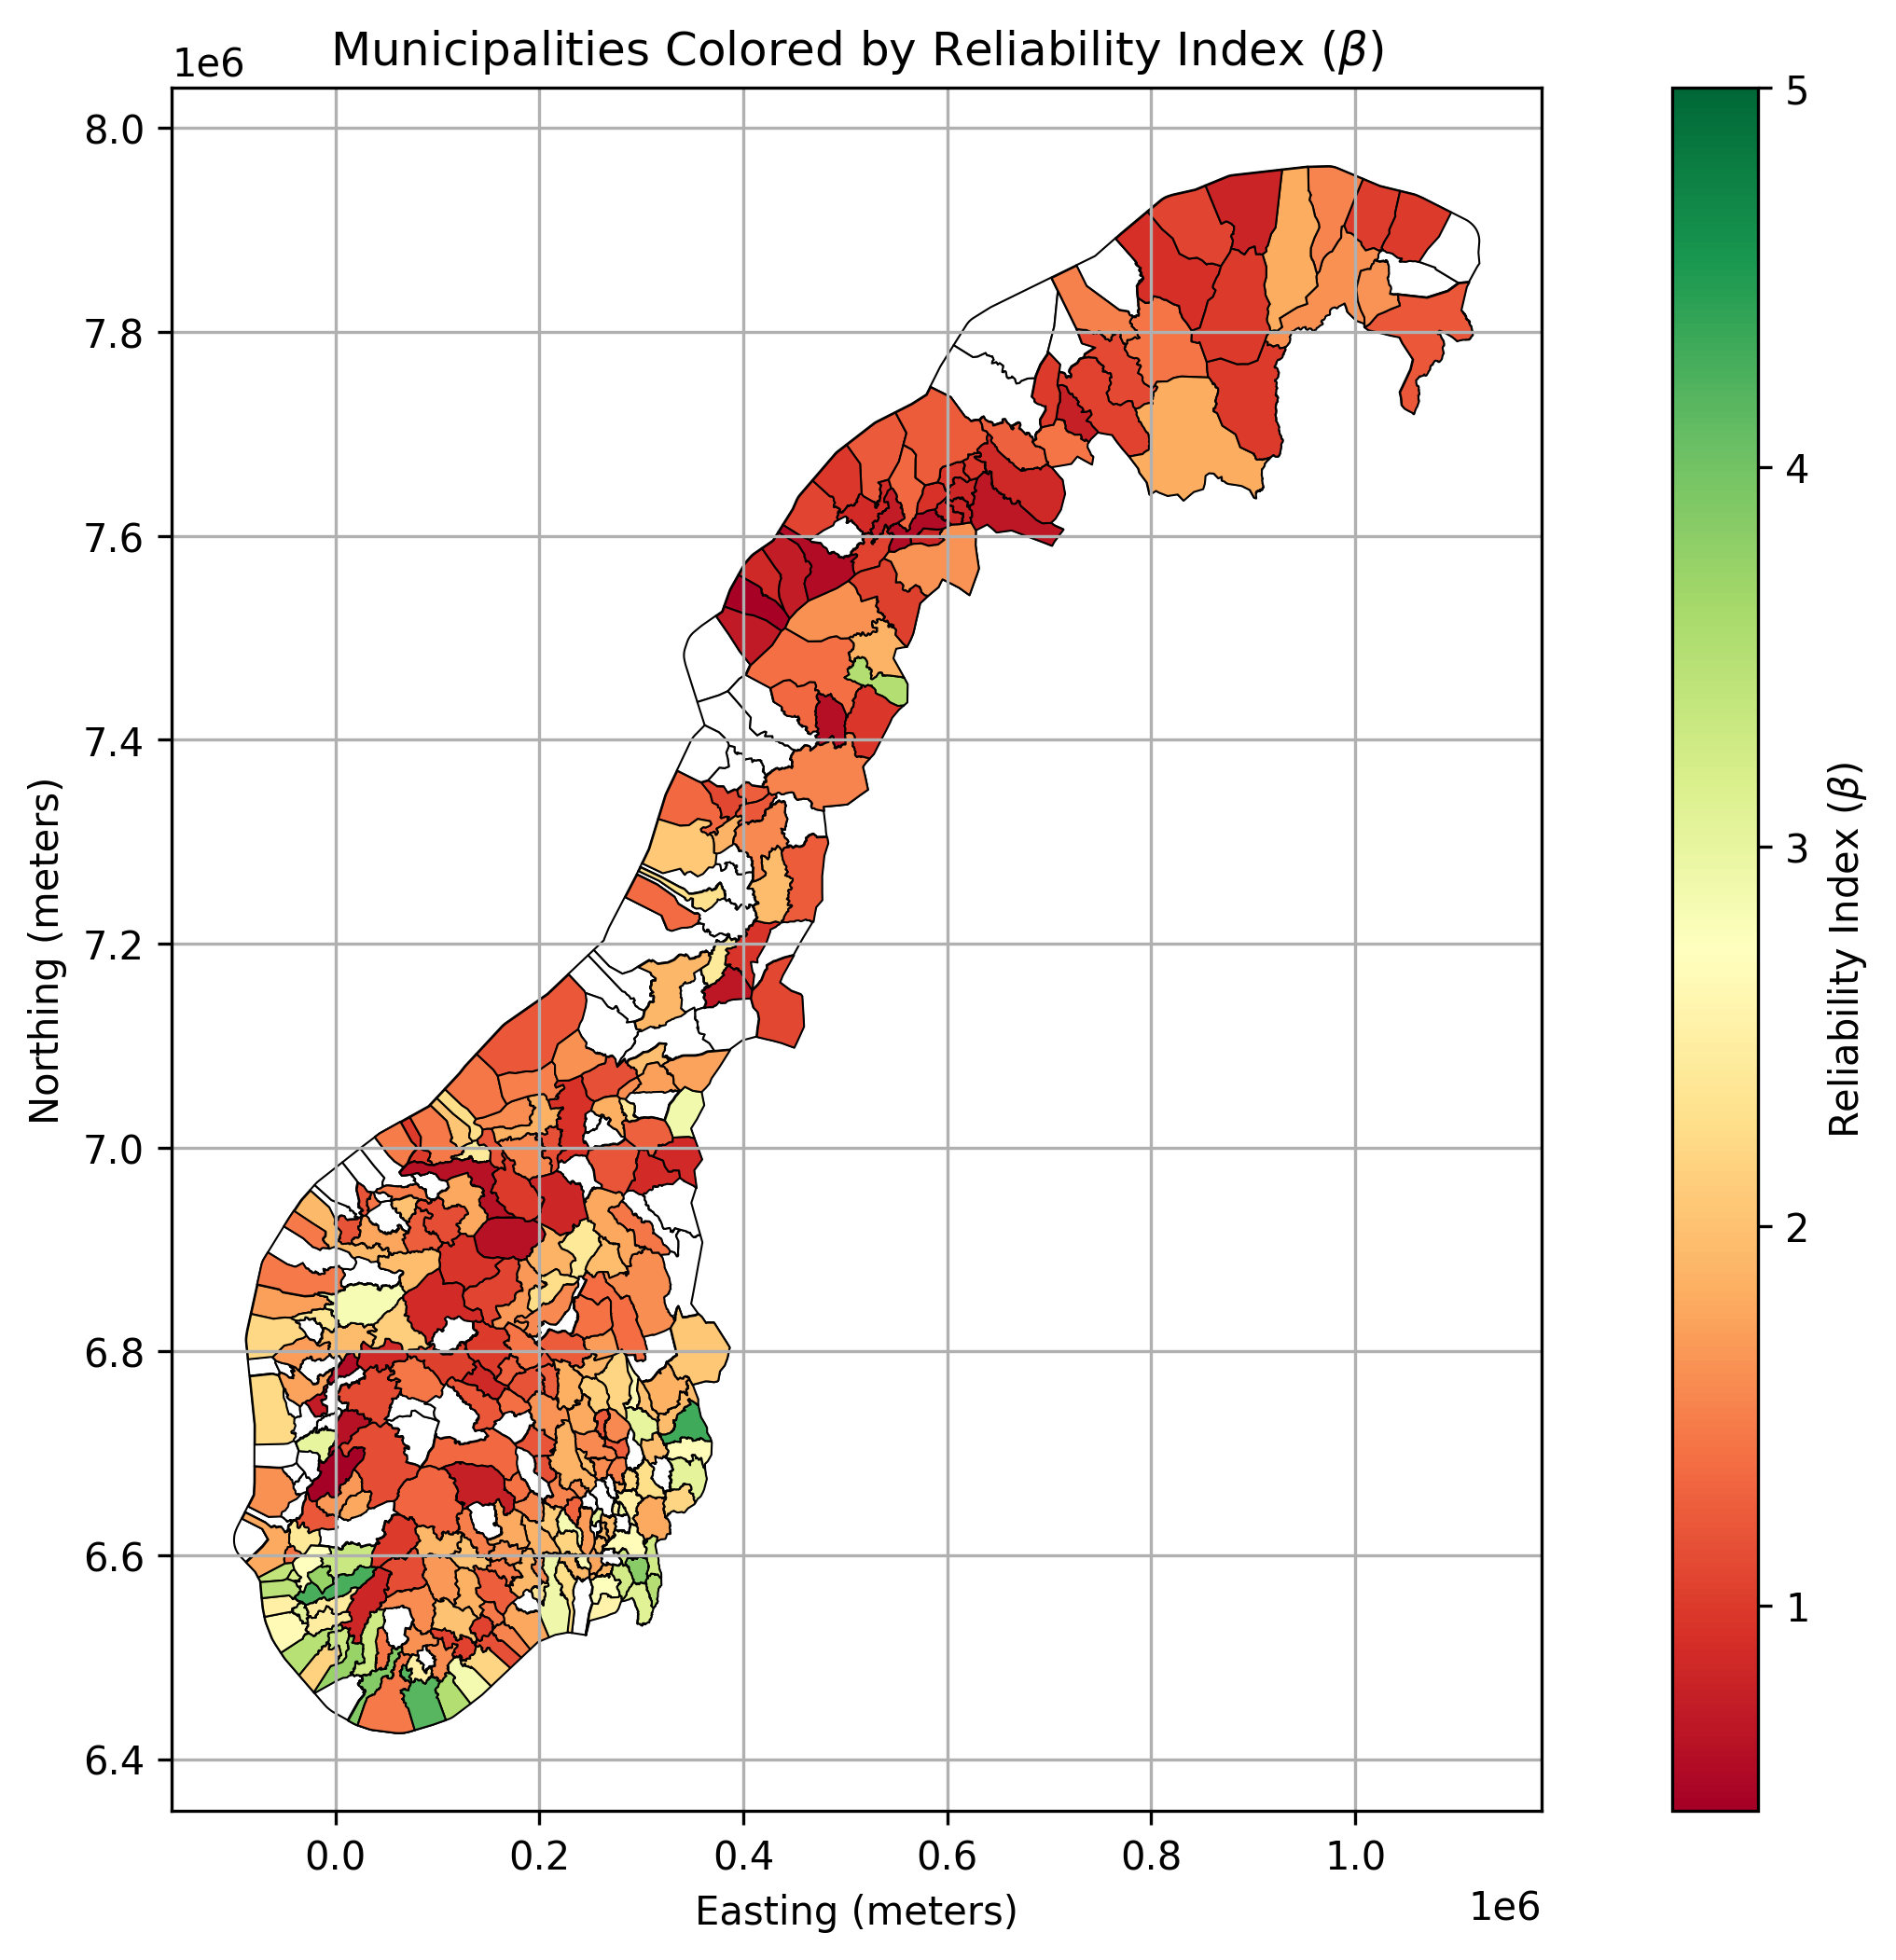 Municipalities Colored by Reliability Index (β)
1e6
8.0
7.8
7.6
7.4
7.2
7.0
6.8
6.6
6.4
Northing (meters)
0.0 0.2 0.4 0.6 0.8 1.0
Easting (meters)
1e6
5
4
3
2
1
Reliability Index (β)